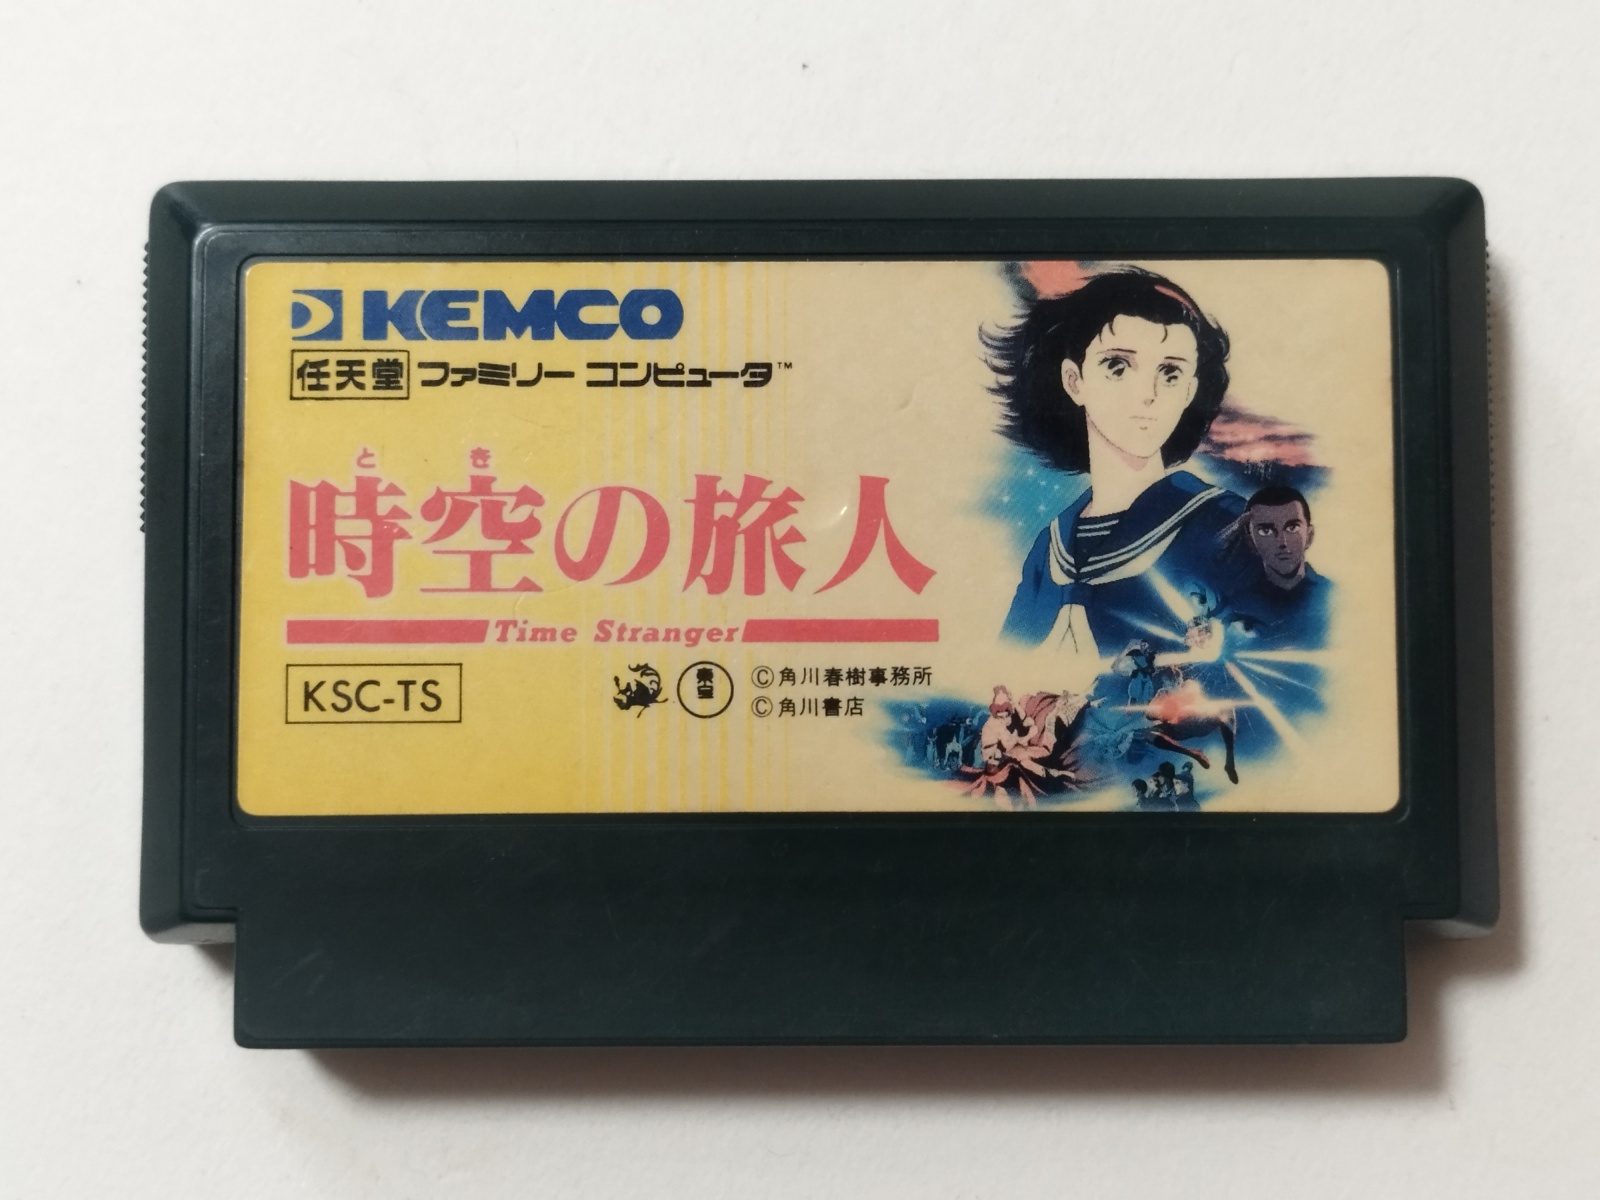 KEMCO
任天堂 ファミリー コンピュータ™
とき
時空の旅人
Time Stranger
KSC-TS
東宝
©角川春樹事務所
©角川書店